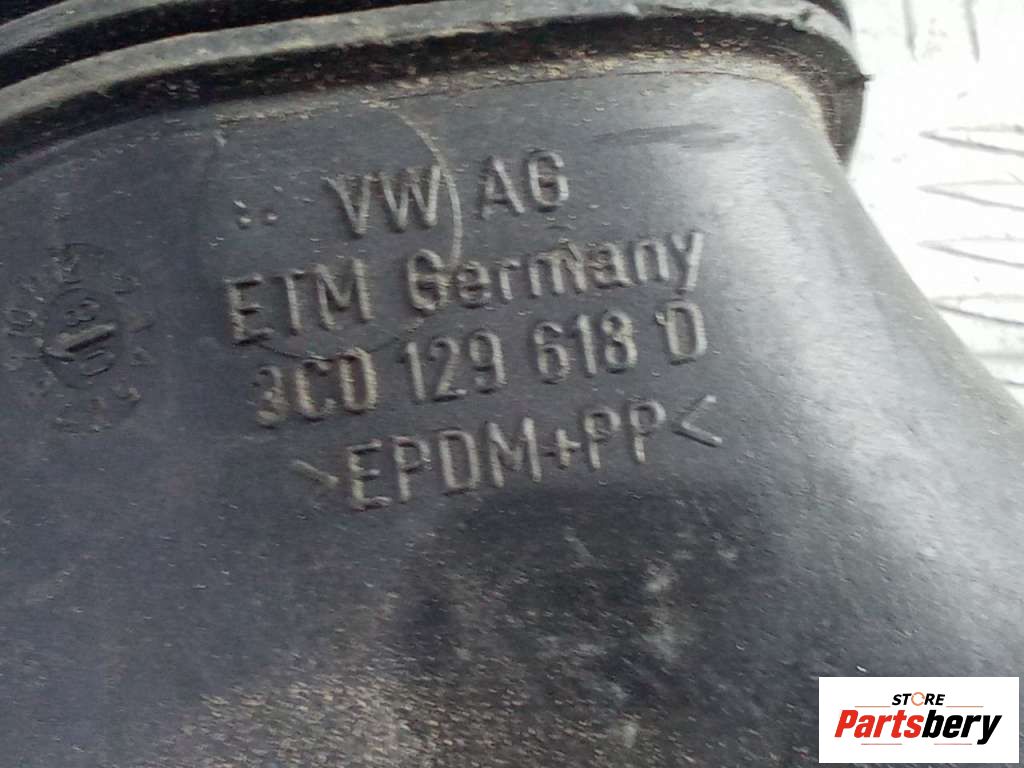 VW AG
ETM Germany
3C0 129 618 D
>EPDM+PP<
STORE
Partsbery